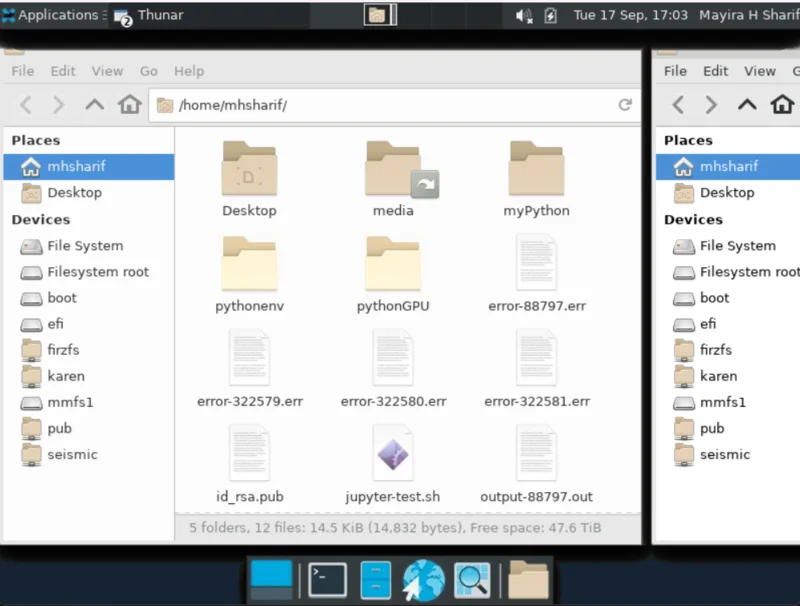 Applications
2 Thunar
Tue 17 Sep, 17:03 Mayira H Sharif
File Edit View Go Help
/home/mhsharif/
Places
mhsharif
Desktop
Devices
File System
Filesystem root
boot
efi
firzfs
karen
mmfs1
pub
seismic
Desktop media myPython
pythonenv pythonGPU error-88797.err
error-322579.err error-322580.err error-322581.err
id_rsa.pub jupyter-test.sh output-88797.out
5 folders, 12 files: 14.5 KiB (14,832 bytes), Free space: 47.6 TiB
File Edit View
Places
mhsharif
Desktop
Devices
File System
Filesystem root
boot
efi
firzfs
karen
mmfs1
pub
seismic